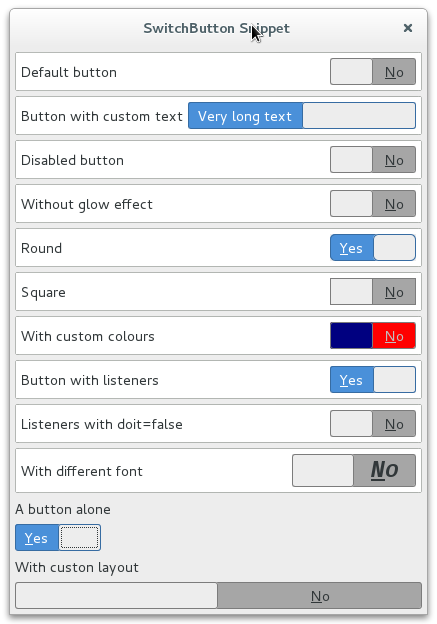 SwitchButton Snippet ×
Default button No
Button with custom text Very long text
Disabled button No
Without glow effect No
Round Yes
Square No
With custom colours No
Button with listeners Yes
Listeners with doit=false No
With different font No
A button alone
Yes
With custon layout
No